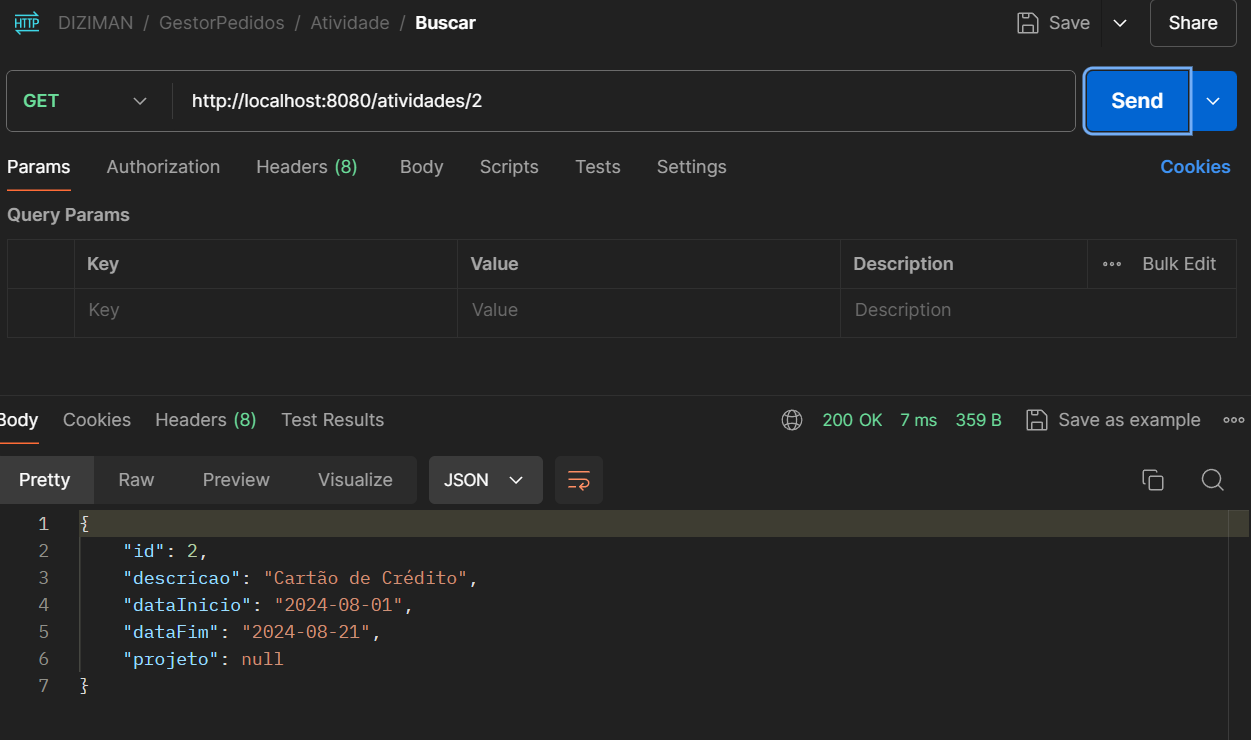 HTTP DIZIMAN / GestorPedidos / Atividade / Buscar Save Share
GET http://localhost:8080/atividades/2 Send
Params Authorization Headers (8) Body Scripts Tests Settings Cookies
Query Params
Key Value Description Bulk Edit
Key Value Description
Body Cookies Headers (8) Test Results 200 OK 7 ms 359 B Save as example
Pretty Raw Preview Visualize JSON
1 {
2 "id": 2,
3 "descricao": "Cartão de Crédito",
4 "dataInicio": "2024-08-01",
5 "dataFim": "2024-08-21",
6 "projeto": null
7 }